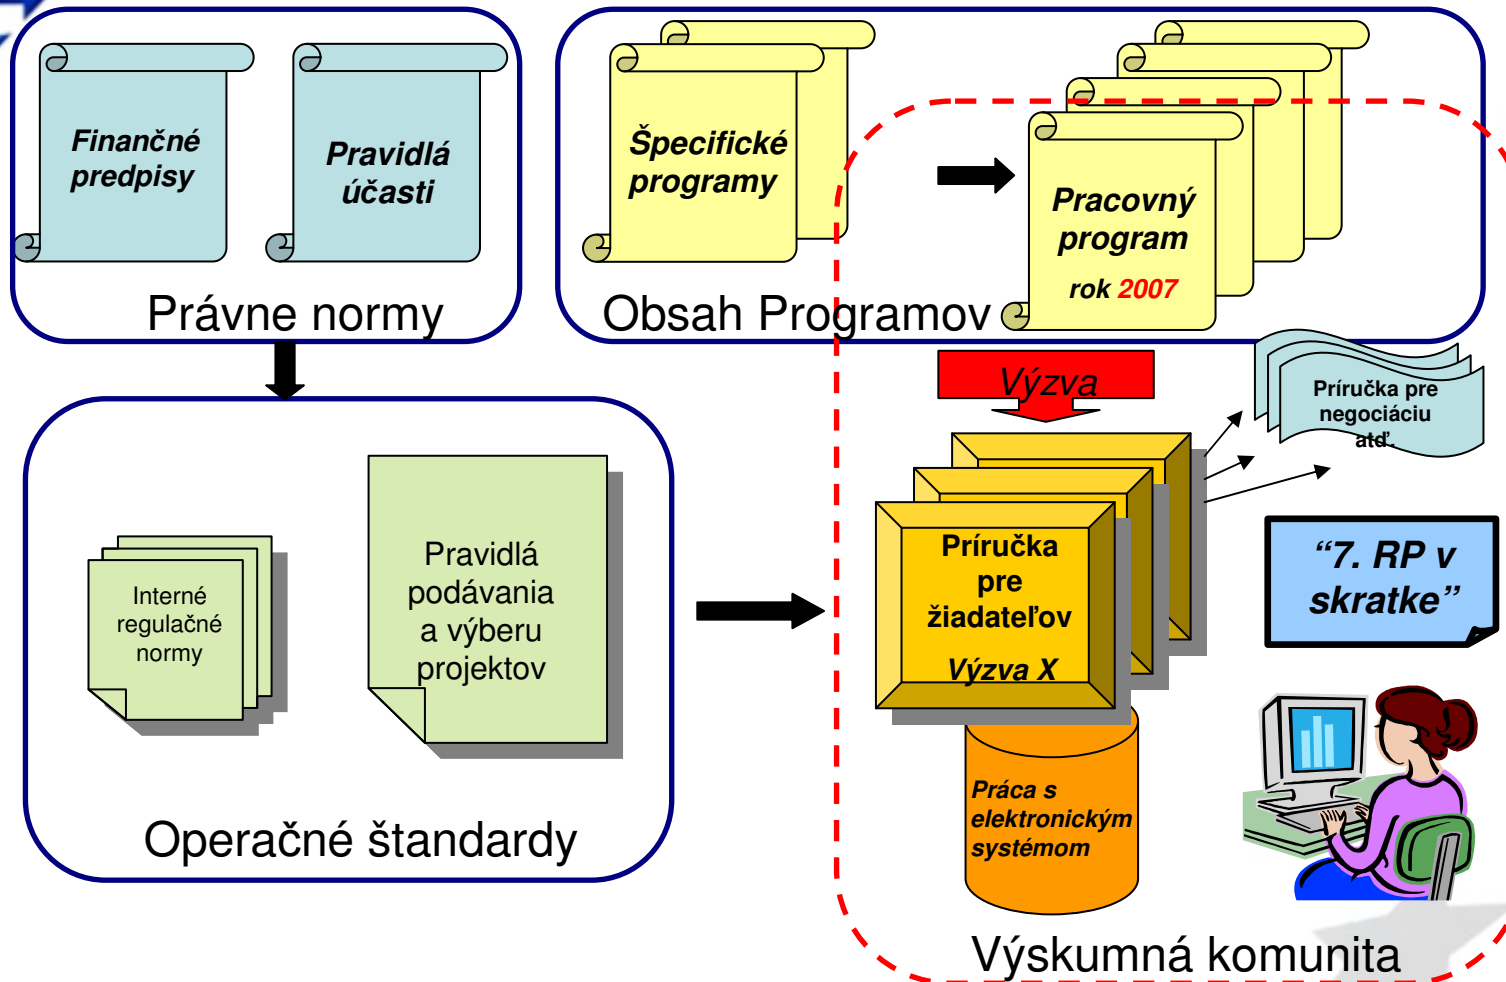 Finančné
predpisy
Pravidlá
účasti
Právne normy
Špecifické
programy
Pracovný
program
rok 2007
Obsah Programov
Výzva
Príručka pre
negociáciu
atď.
Interné
regulačné
normy
Pravidlá
podávania
a výberu
projektov
Operačné štandardy
Príručka
pre
žiadateľov
Výzva X
“7. RP v
skratke”
Práca s
elektronickým
systémom
Výskumná komunita